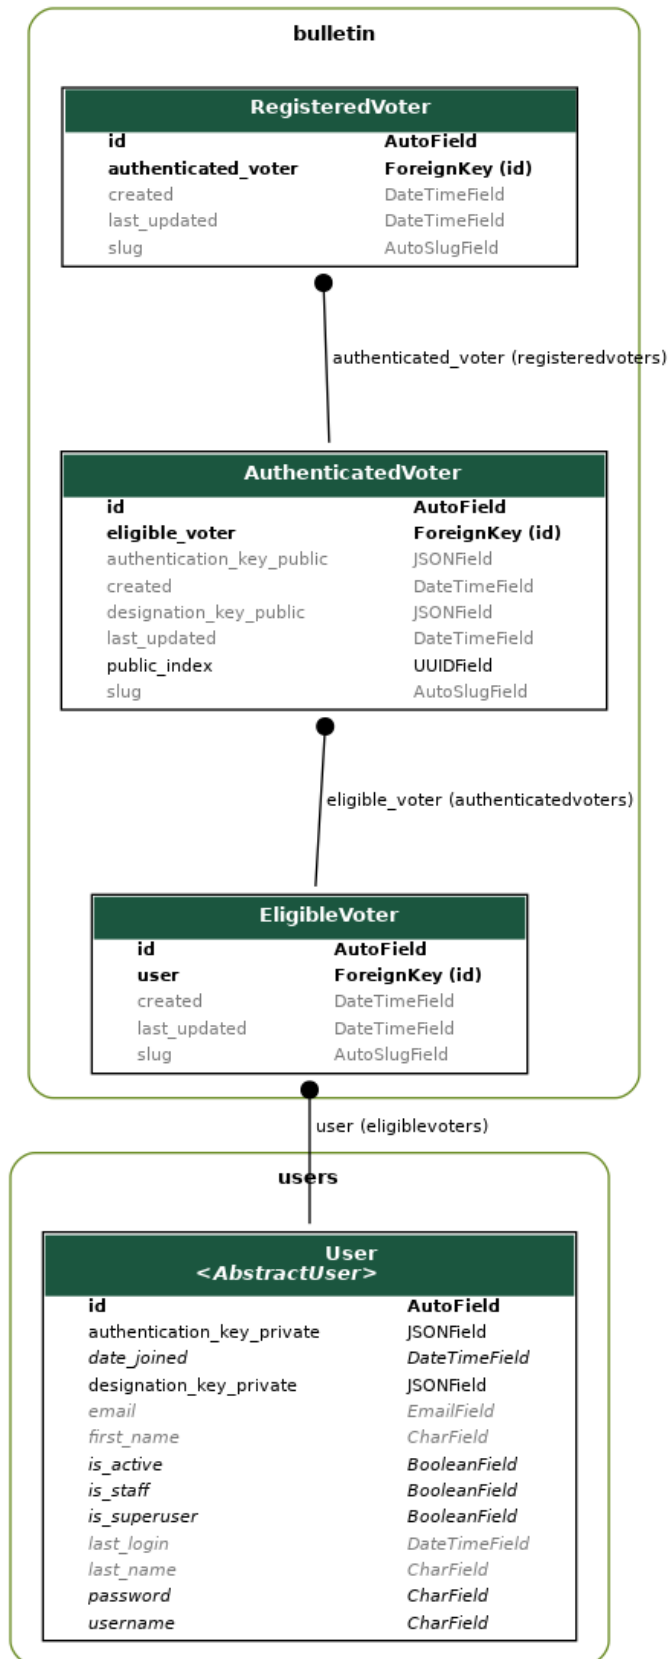 bulletin
RegisteredVoter
id AutoField
authenticated_voter ForeignKey (id)
created DateTimeField
last_updated DateTimeField
slug AutoSlugField
authenticated_voter (registeredvoters)
AuthenticatedVoter
id AutoField
eligible_voter ForeignKey (id)
authentication_key_public JSONField
created DateTimeField
designation_key_public JSONField
last_updated DateTimeField
public_index UUIDField
slug AutoSlugField
eligible_voter (authenticatedvoters)
EligibleVoter
id AutoField
user ForeignKey (id)
created DateTimeField
last_updated DateTimeField
slug AutoSlugField
user (eligiblevoters)
users
User
<AbstractUser>
id AutoField
authentication_key_private JSONField
date_joined DateTimeField
designation_key_private JSONField
email EmailField
first_name CharField
is_active BooleanField
is_staff BooleanField
is_superuser BooleanField
last_login DateTimeField
last_name CharField
password CharField
username CharField